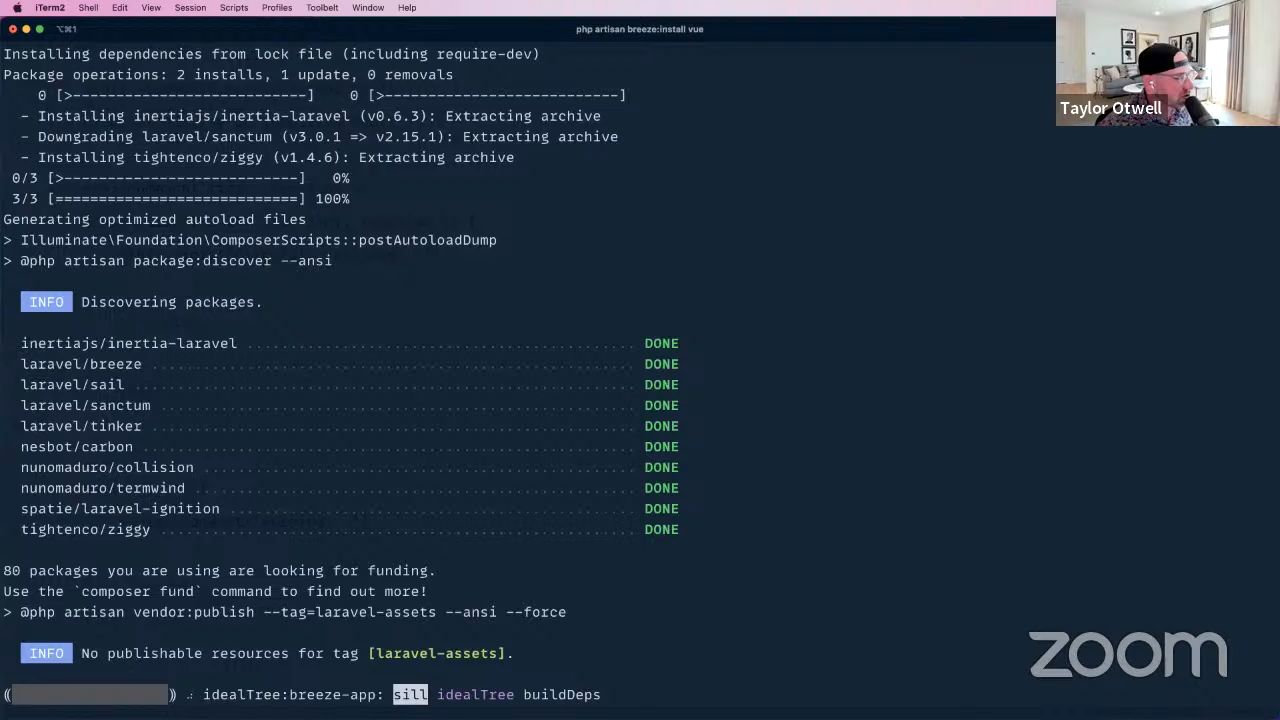 iTerm2 Shell Edit View Session Scripts Profiles Toolbelt Window Help
⌥⌘1 php artisan breeze:install vue
Installing dependencies from lock file (including require-dev)
Package operations: 2 installs, 1 update, 0 removals
0 [>----------------------------] 0 [>----------------------------]
- Installing inertiajs/inertia-laravel (v0.6.3): Extracting archive
- Downgrading laravel/sanctum (v3.0.1 => v2.15.1): Extracting archive
- Installing tightenco/ziggy (v1.4.6): Extracting archive
0/3 [>---------------------------] 0%
3/3 [============================] 100%
Generating optimized autoload files
> Illuminate\Foundation\ComposerScripts::postAutoloadDump
> @php artisan package:discover --ansi
INFO Discovering packages.
inertiajs/inertia-laravel ............................................. DONE
laravel/breeze ........................................................ DONE
laravel/sail .......................................................... DONE
laravel/sanctum ....................................................... DONE
laravel/tinker ........................................................ DONE
nesbot/carbon ......................................................... DONE
nunomaduro/collision .................................................. DONE
nunomaduro/termwind ................................................... DONE
spatie/laravel-ignition ............................................... DONE
tightenco/ziggy ....................................................... DONE
80 packages you are using are looking for funding.
Use the `composer fund` command to find out more!
> @php artisan vendor:publish --tag=laravel-assets --ansi --force
INFO No publishable resources for tag [laravel-assets].
idealTree:breeze-app: sill idealTree buildDeps
Taylor Otwell
zoom